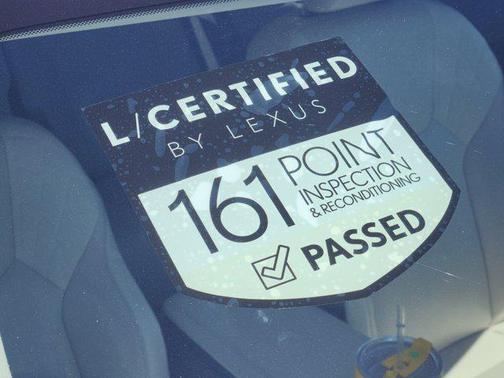 L/CERTIFIED
BY LEXUS
161 POINT
INSPECTION
& RECONDITIONING
PASSED